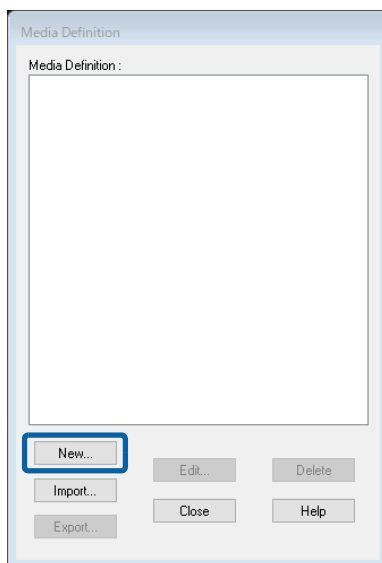 Media Definition
Media Definition :
New...
Edit...
Delete
Import...
Close
Help
Export...